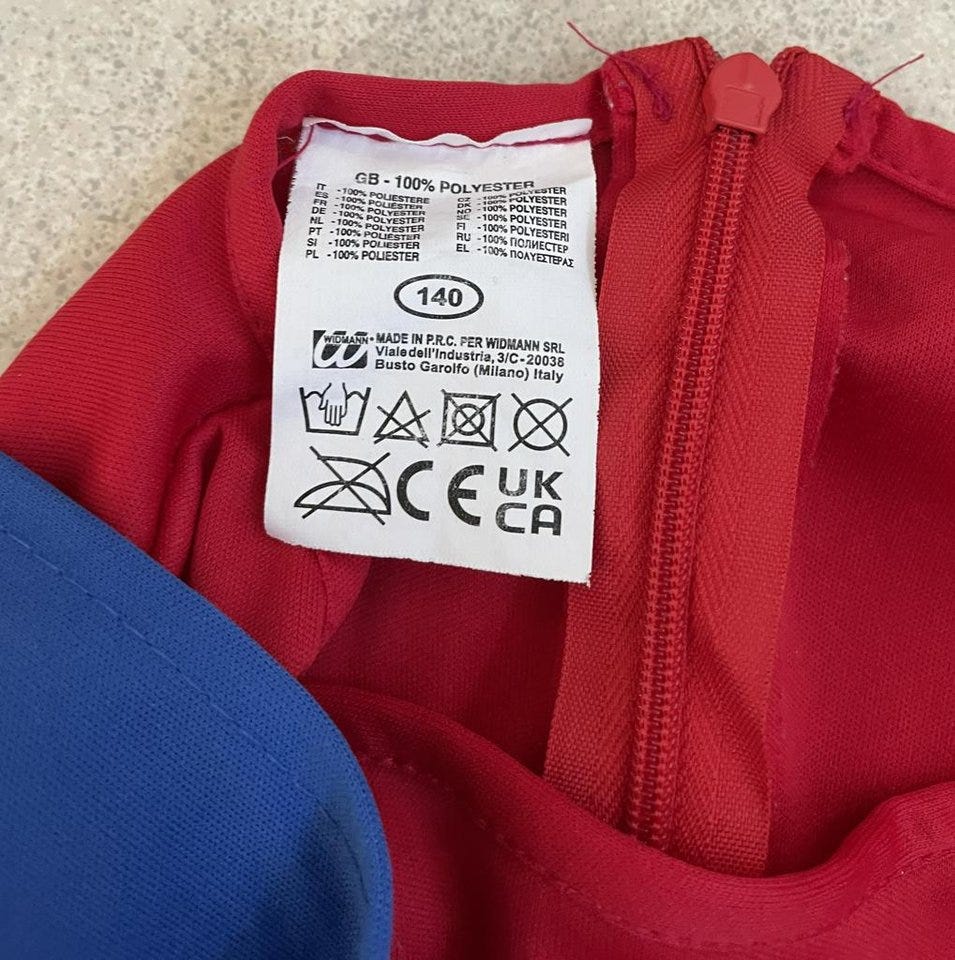 GB - 100% POLYESTER
IT -100% POLIESTERE
ES -100% POLIÉSTER
FR -100% POLYESTER
DE -100% POLYESTER
NL -100% POLYESTER
PT -100% POLIÉSTER
SI -100% POLIESTER
PL -100% POLIESTER
CZ -100% POLYESTER
DK -100% POLYESTER
NO -100% POLYESTER
SE -100% POLYESTER
FI -100% POLYESTERI
RU -100% ПОЛИЕСТЕР
EL -100% ΠΟΛΥΕΣΤΕΡΑΣ
140
WIDMANN
MADE IN P.R.C. PER WIDMANN SRL
Viale dell'Industria, 3/C - 20038
Busto Garolfo (Milano) Italy
CE
UK
CA